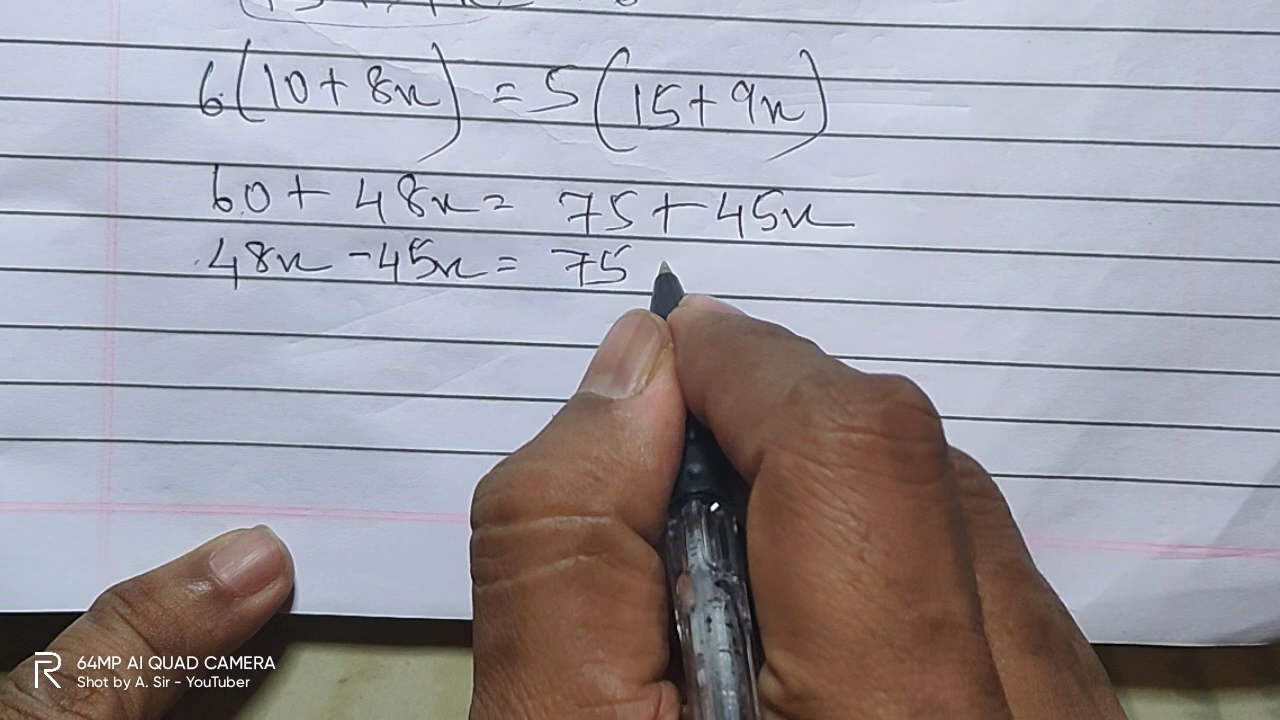 6(10+8x) = 5(15+9x)
60+ 48x = 75+45x
48x -45x = 75
64MP AI QUAD CAMERA
Shot by A. Sir - YouTuber